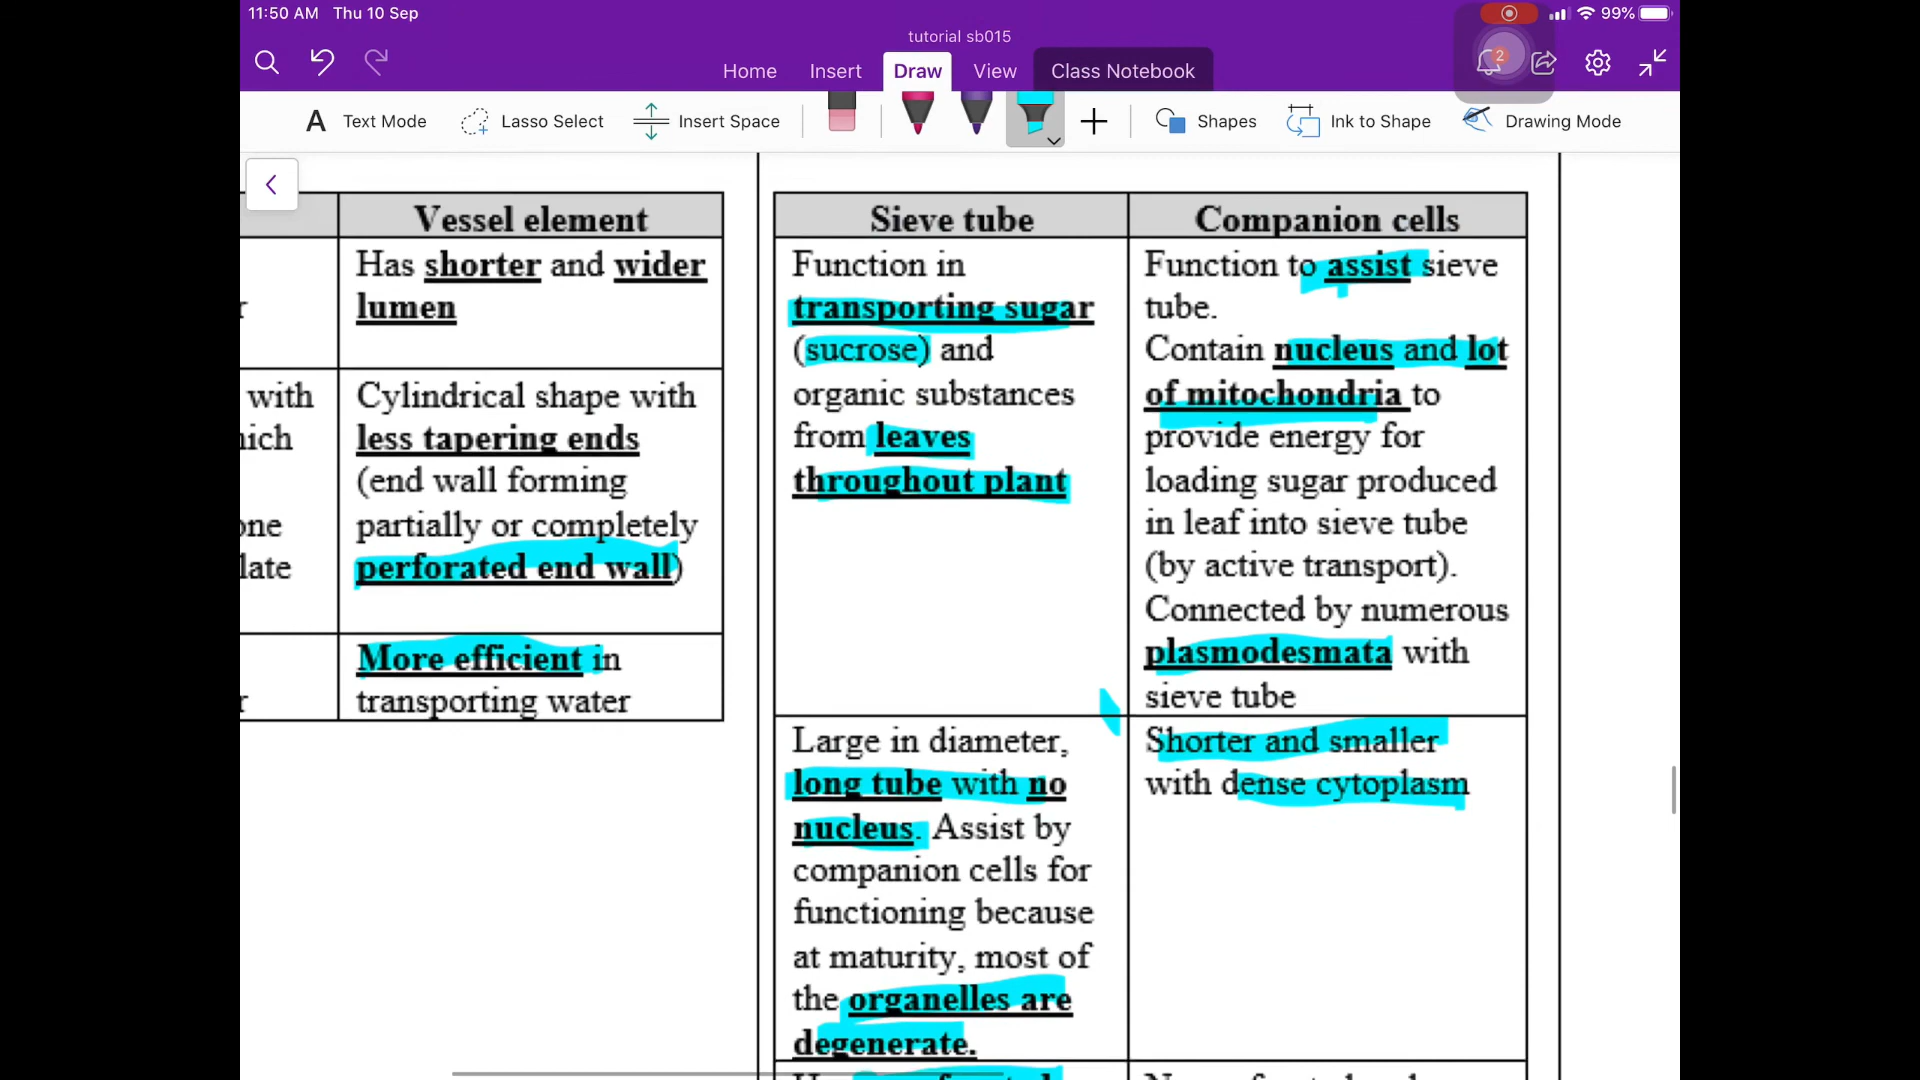 11:50 AM Thu 10 Sep
99%
tutorial sb015
2
Home Insert Draw View Class Notebook
A Text Mode Lasso Select Insert Space Shapes Ink to Shape Drawing Mode
with
one
Vessel element
Has shorter and wider
lumen
Cylindrical shape with
less tapering ends
(end wall forming
partially or completely
perforated end wall)
More efficient in
transporting water
Sieve tube
Function in
transporting sugar
(sucrose) and
organic substances
from leaves
throughout plant
Large in diameter,
long tube with no
nucleus. Assist by
companion cells for
functioning because
at maturity, most of
the organelles are
degenerate.
Companion cells
Function to assist sieve
tube.
Contain nucleus and lot
of mitochondria to
provide energy for
loading sugar produced
in leaf into sieve tube
(by active transport).
Connected by numerous
plasmodesmata with
sieve tube
Shorter and smaller
with dense cytoplasm